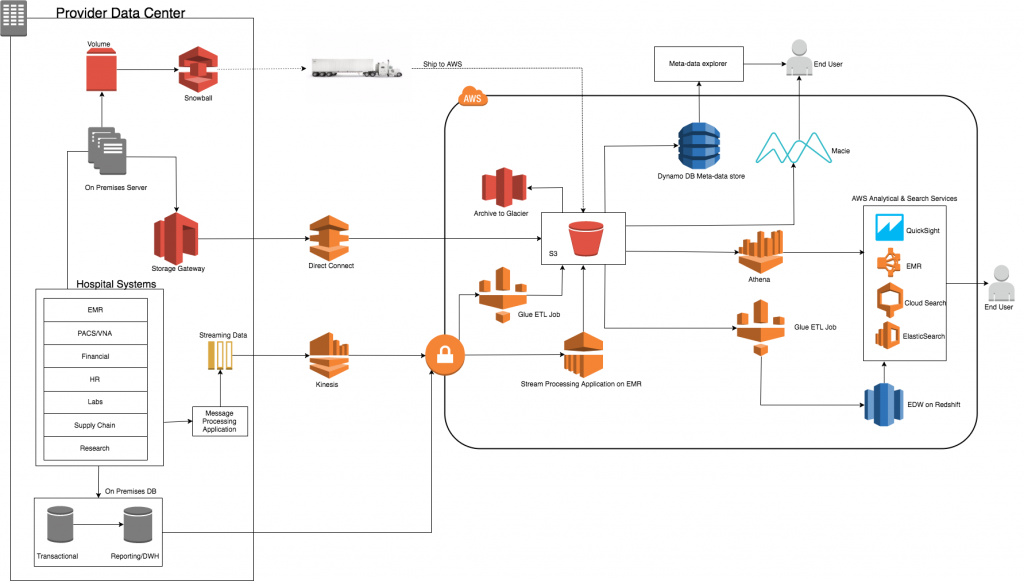 Provider Data Center
Volume
Snowball
Ship to AWS
Meta-data explorer
End User
AWS
On Premises Server
Dynamo DB Meta-data store
Macie
Archive to Glacier
AWS Analytical & Search Services
QuickSight
EMR
Cloud Search
ElasticSearch
End User
Storage Gateway
Direct Connect
S3
Athena
Hospital Systems
EMR
PACS/VNA
Financial
HR
Labs
Supply Chain
Research
Streaming Data
Message
Processing
Application
Kinesis
Glue ETL Job
Stream Processing Application on EMR
Glue ETL Job
EDW on Redshift
On Premises DB
Transactional
Reporting/DWH